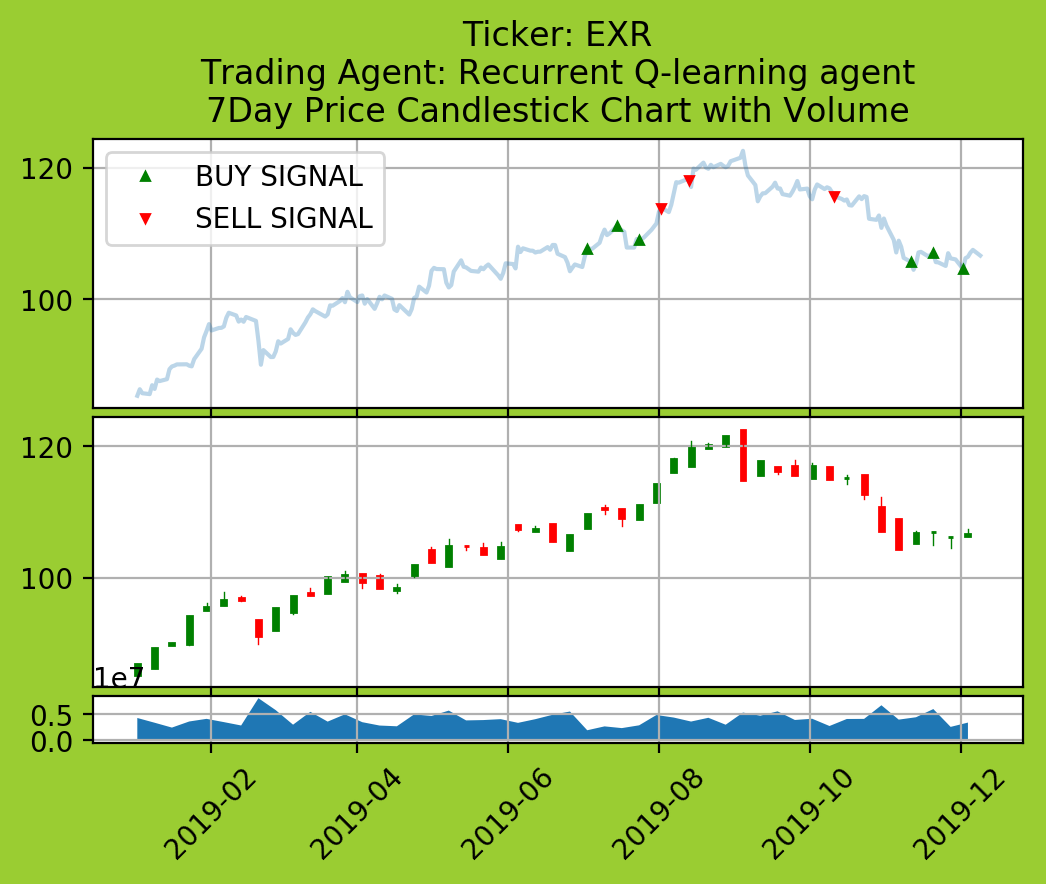 Ticker: EXR
Trading Agent: Recurrent Q-learning agent
7Day Price Candlestick Chart with Volume
120
100
BUY SIGNAL
SELL SIGNAL
120
100
1e7
0.5
0.0
2019-02
2019-04
2019-06
2019-08
2019-10
2019-12